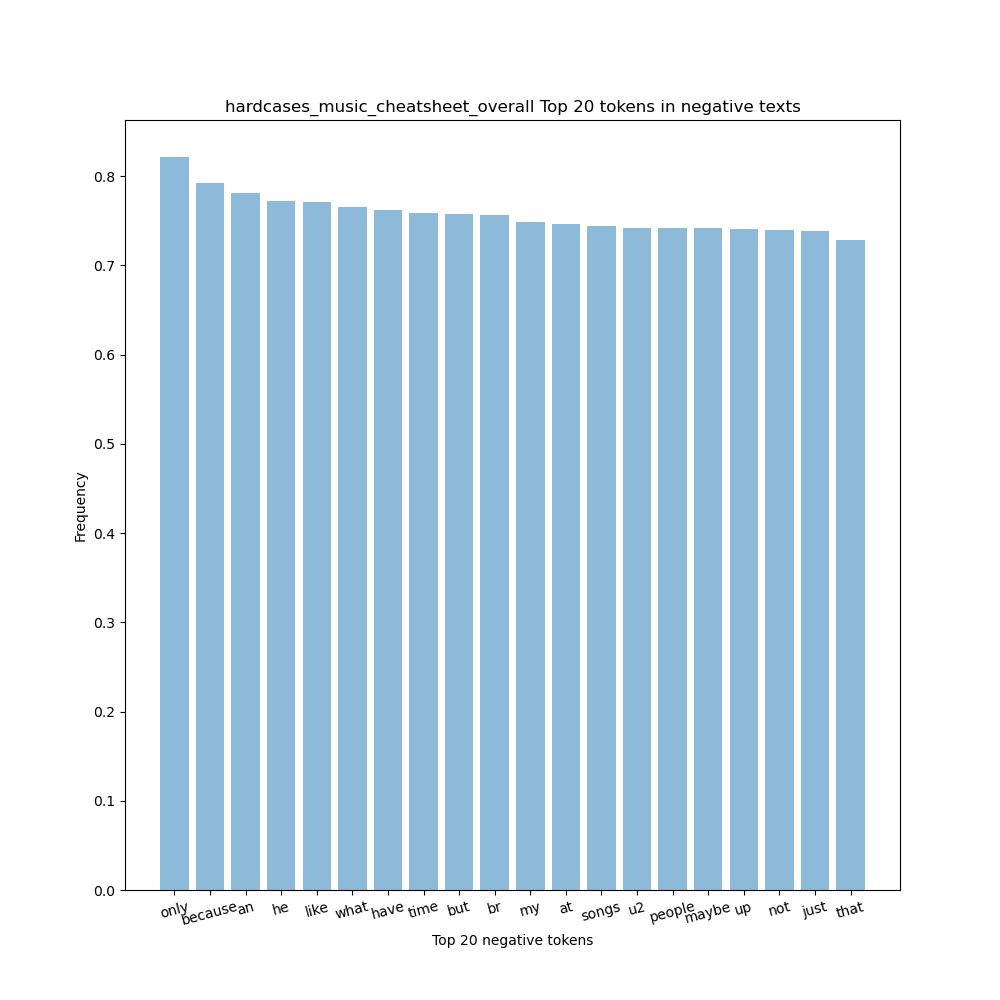 hardcases_music_cheatsheet_overall Top 20 tokens in negative texts
Frequency
0.8
0.7
0.6
0.5
0.4
0.3
0.2
0.1
0.0
only because an he like what have time but br my at songs u2 people maybe up not just that
Top 20 negative tokens